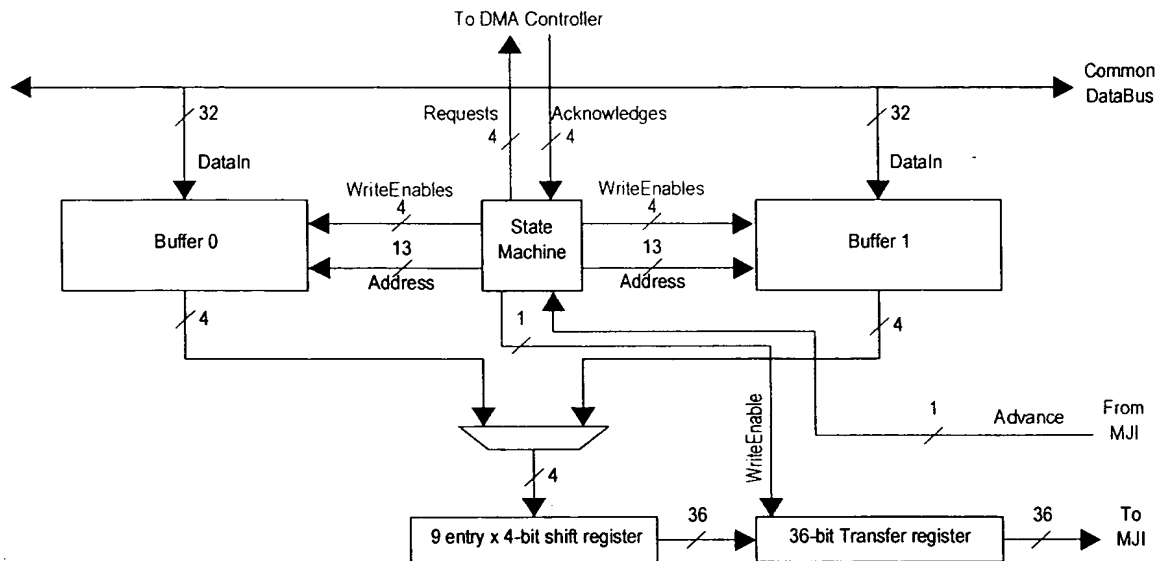 To DMA Controller
Common
DataBus
32
Requests
4
Acknowledges
4
32
DataIn
DataIn
WriteEnables
4
WriteEnables
4
Buffer 0
State
Machine
Buffer 1
13
Address
13
Address
4
1
4
WriteEnable
1
Advance
From
MJI
4
9 entry x 4-bit shift register
36
36-bit Transfer register
36
To
MJI